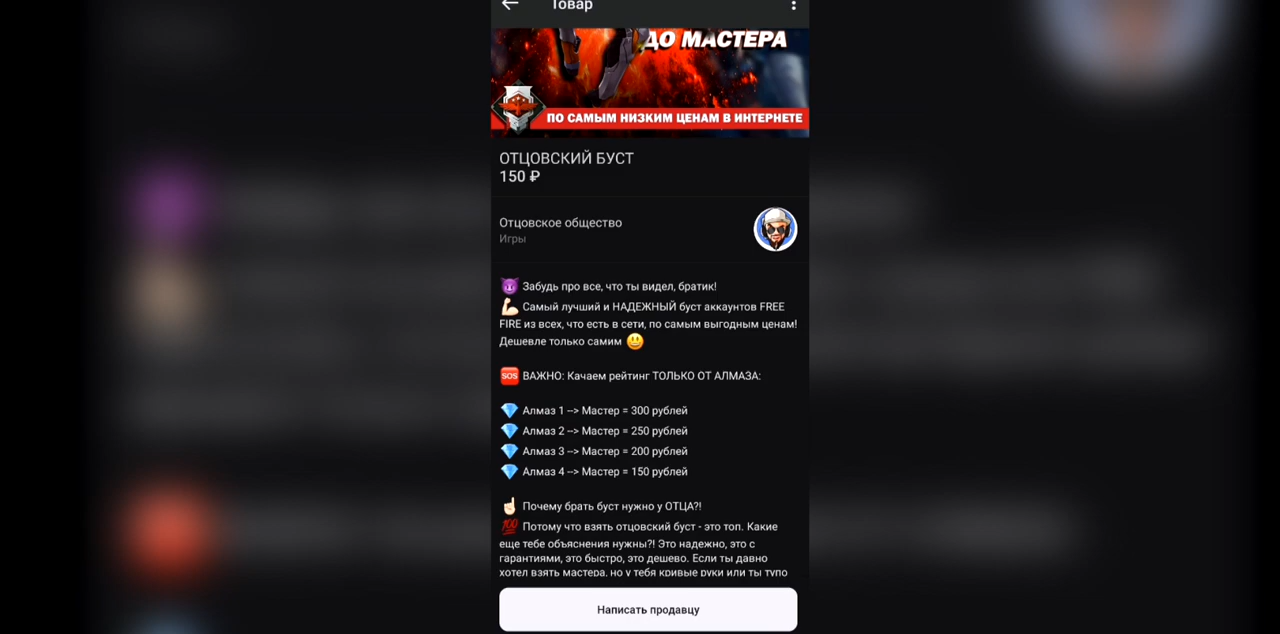 Товар
ДО МАСТЕРА
ПО САМЫМ НИЗКИМ ЦЕНАМ В ИНТЕРНЕТЕ
ОТЦОВСКИЙ БУСТ
150 ₽
Отцовское общество
Игры
😈 Забудь про все, что ты видел, братик!
💪🏻 Самый лучший и НАДЕЖНЫЙ буст аккаунтов FREE
FIRE из всех, что есть в сети, по самым выгодным ценам!
Дешевле только самим 😃
🆘 ВАЖНО: Качаем рейтинг ТОЛЬКО ОТ АЛМАЗА:
💎 Алмаз 1 --> Мастер = 300 рублей
💎 Алмаз 2 --> Мастер = 250 рублей
💎 Алмаз 3 --> Мастер = 200 рублей
💎 Алмаз 4 --> Мастер = 150 рублей
☝🏻 Почему брать буст нужно у ОТЦА?!
💯 Потому что взять отцовский буст - это топ. Какие
еще тебе объяснения нужны?! Это надежно, это с
гарантиями, это быстро, это дешево. Если ты давно
хотел взять мастера, но у тебя кривые руки или ты тупо
Написать продавцу